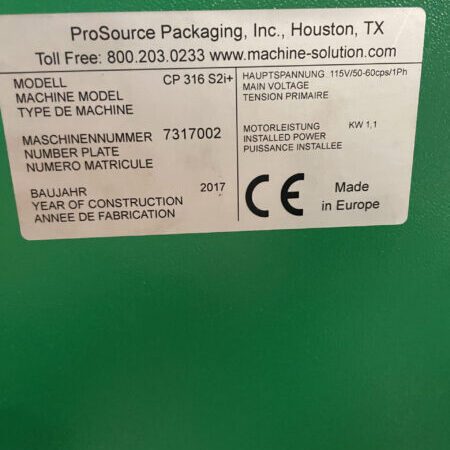 ProSource Packaging, Inc., Houston, TX
Toll Free: 800.203.0233 www.machine-solution.com
MODELL CP 316 S2i+
MACHINE MODEL
TYPE DE MACHINE
HAUPTSPANNUNG 115V/50-60cps/1Ph
MAIN VOLTAGE
TENSION PRIMAIRE
MASCHINENNUMMER 7317002
NUMBER PLATE
NUMERO MATRICULE
MOTORLEISTUNG KW 1,1
INSTALLED POWER
PUISSANCE INSTALLEE
BAUJAHR 2017
YEAR OF CONSTRUCTION
ANNEE DE FABRICATION
CE
Made
in Europe